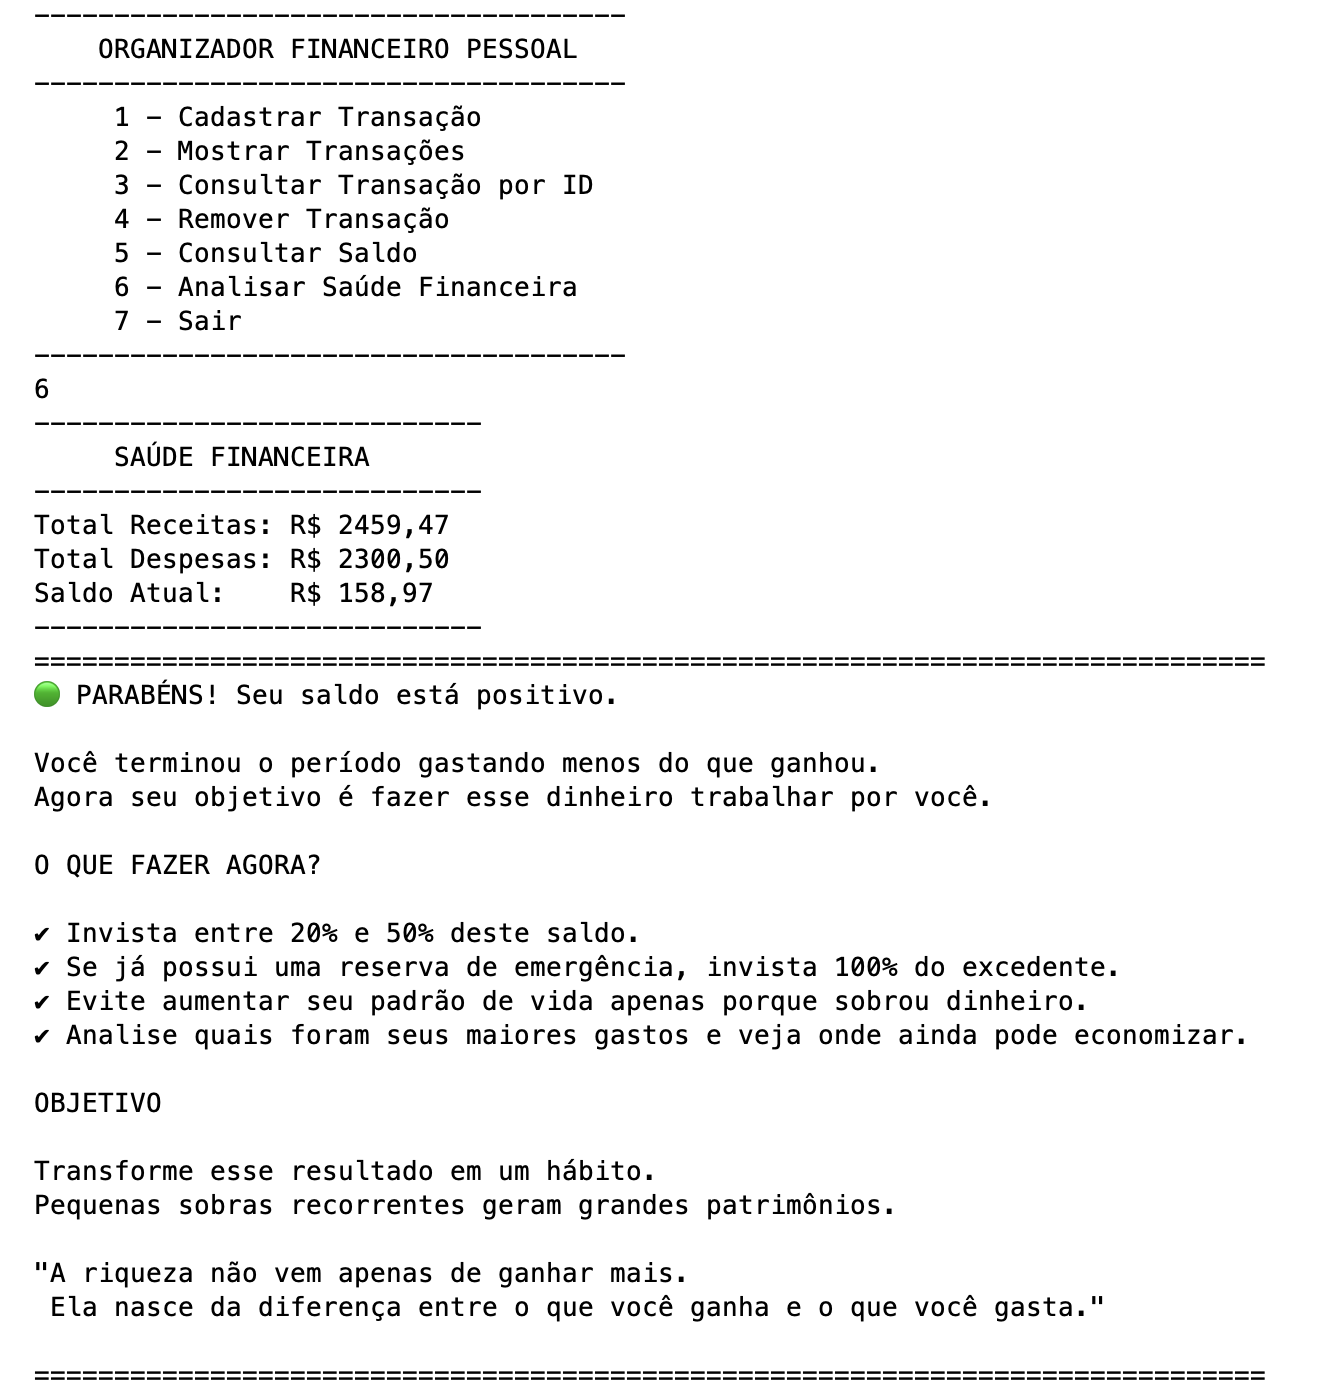 -------------------------------------
    ORGANIZADOR FINANCEIRO PESSOAL
-------------------------------------
     1 - Cadastrar Transação
     2 - Mostrar Transações
     3 - Consultar Transação por ID
     4 - Remover Transação
     5 - Consultar Saldo
     6 - Analisar Saúde Financeira
     7 - Sair
-------------------------------------
6
----------------------------
     SAÚDE FINANCEIRA
----------------------------
Total Receitas: R$ 2459,47
Total Despesas: R$ 2300,50
Saldo Atual:    R$ 158,97
----------------------------
=============================================================================
🟢 PARABÉNS! Seu saldo está positivo.

Você terminou o período gastando menos do que ganhou.
Agora seu objetivo é fazer esse dinheiro trabalhar por você.

O QUE FAZER AGORA?

✔ Invista entre 20% e 50% deste saldo.
✔ Se já possui uma reserva de emergência, invista 100% do excedente.
✔ Evite aumentar seu padrão de vida apenas porque sobrou dinheiro.
✔ Analise quais foram seus maiores gastos e veja onde ainda pode economizar.

OBJETIVO

Transforme esse resultado em um hábito.
Pequenas sobras recorrentes geram grandes patrimônios.

"A riqueza não vem apenas de ganhar mais.
 Ela nasce da diferença entre o que você ganha e o que você gasta."

=============================================================================